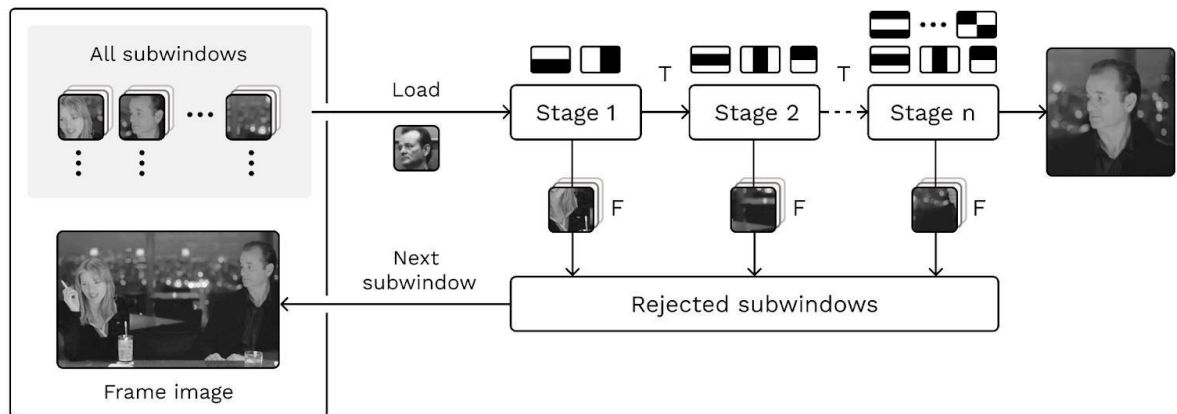 All subwindows
Load
T
T
Stage 1
Stage 2
Stage n
F
F
F
Next
subwindow
Rejected subwindows
Frame image